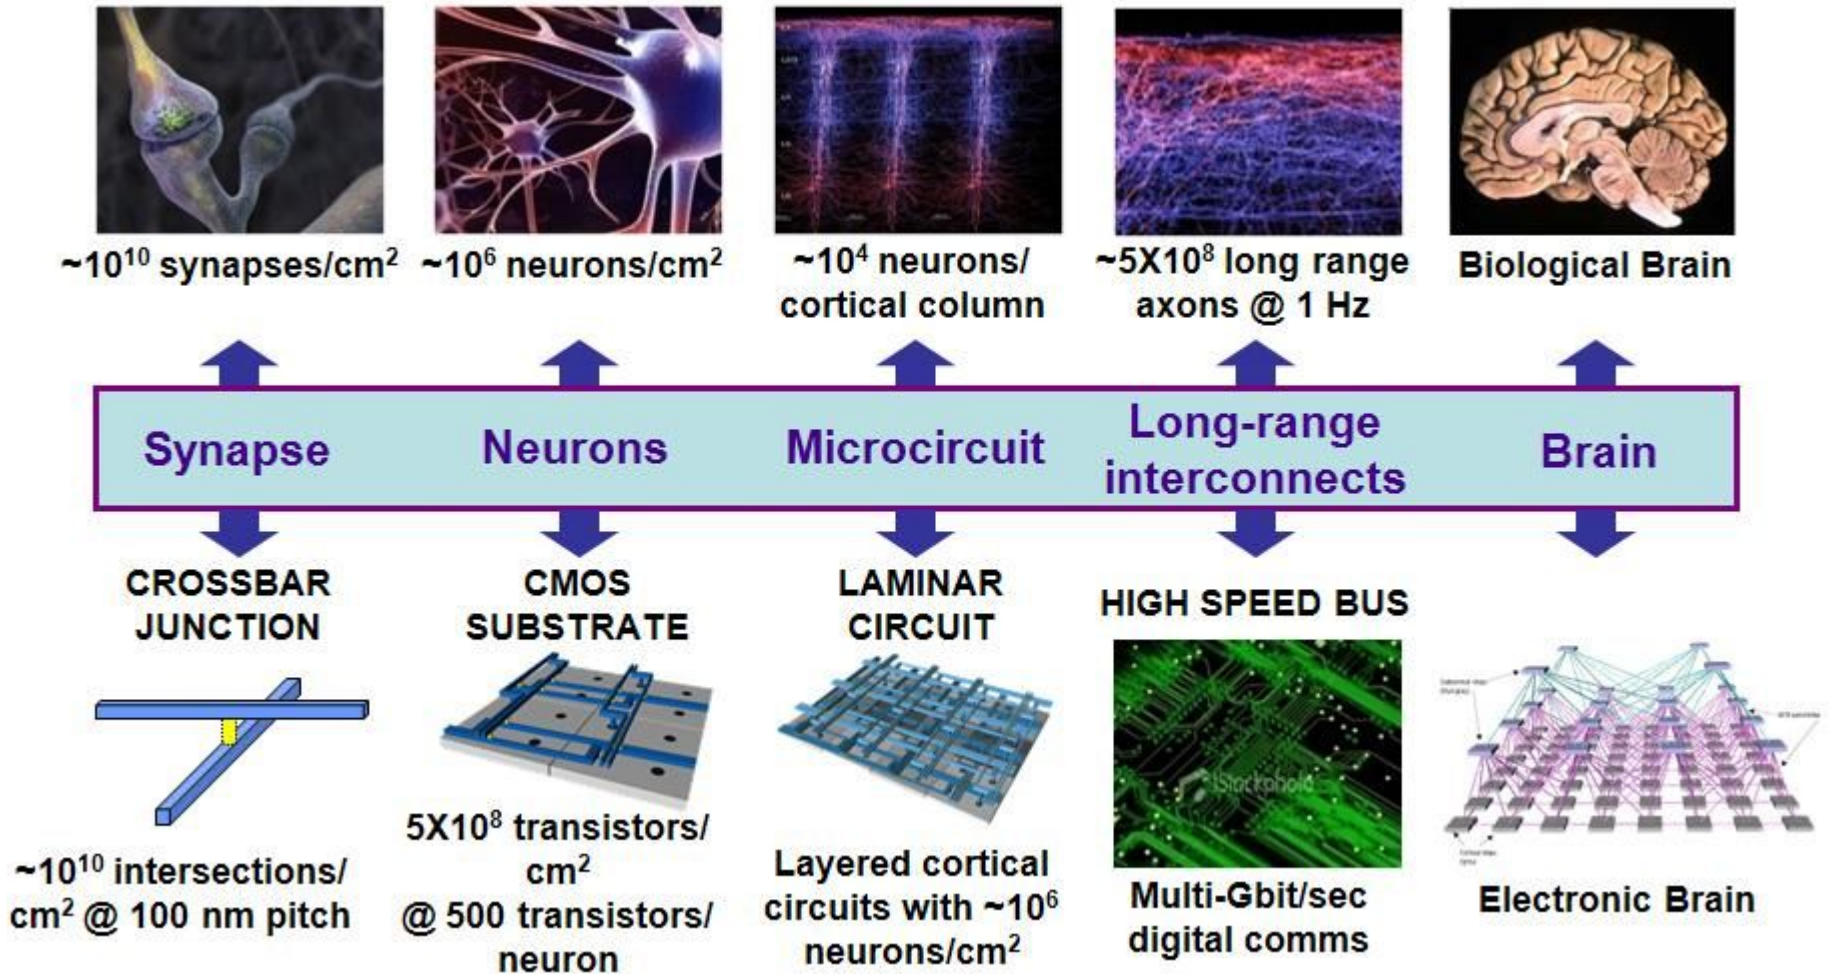 ~10¹⁰ synapses/cm²
~10⁶ neurons/cm²
~10⁴ neurons/
cortical column
~5X10⁸ long range
axons @ 1 Hz
Biological Brain
Synapse
Neurons
Microcircuit
Long-range
interconnects
Brain
CROSSBAR
JUNCTION
CMOS
SUBSTRATE
LAMINAR
CIRCUIT
HIGH SPEED BUS
iStockphoto
~10¹⁰ intersections/
cm² @ 100 nm pitch
5X10⁸ transistors/
cm²
@ 500 transistors/
neuron
Layered cortical
circuits with ~10⁶
neurons/cm²
Multi-Gbit/sec
digital comms
Electronic Brain